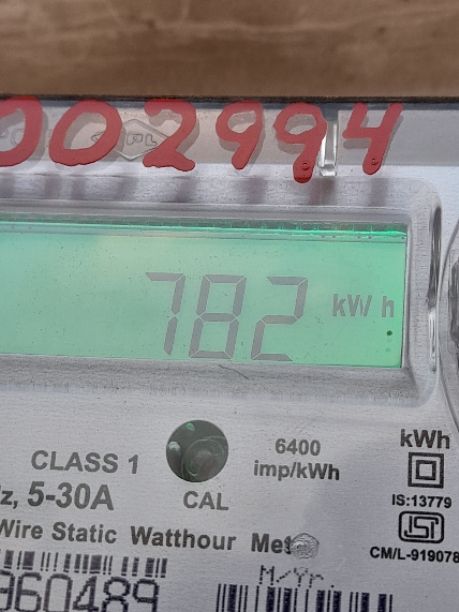 002994
782 kWh
CLASS 1
6400
imp/kWh
kWh
z, 5-30A
CAL
IS:13779
Wire Static Watthour Met
CM/L-919078
960489
M/Yr.